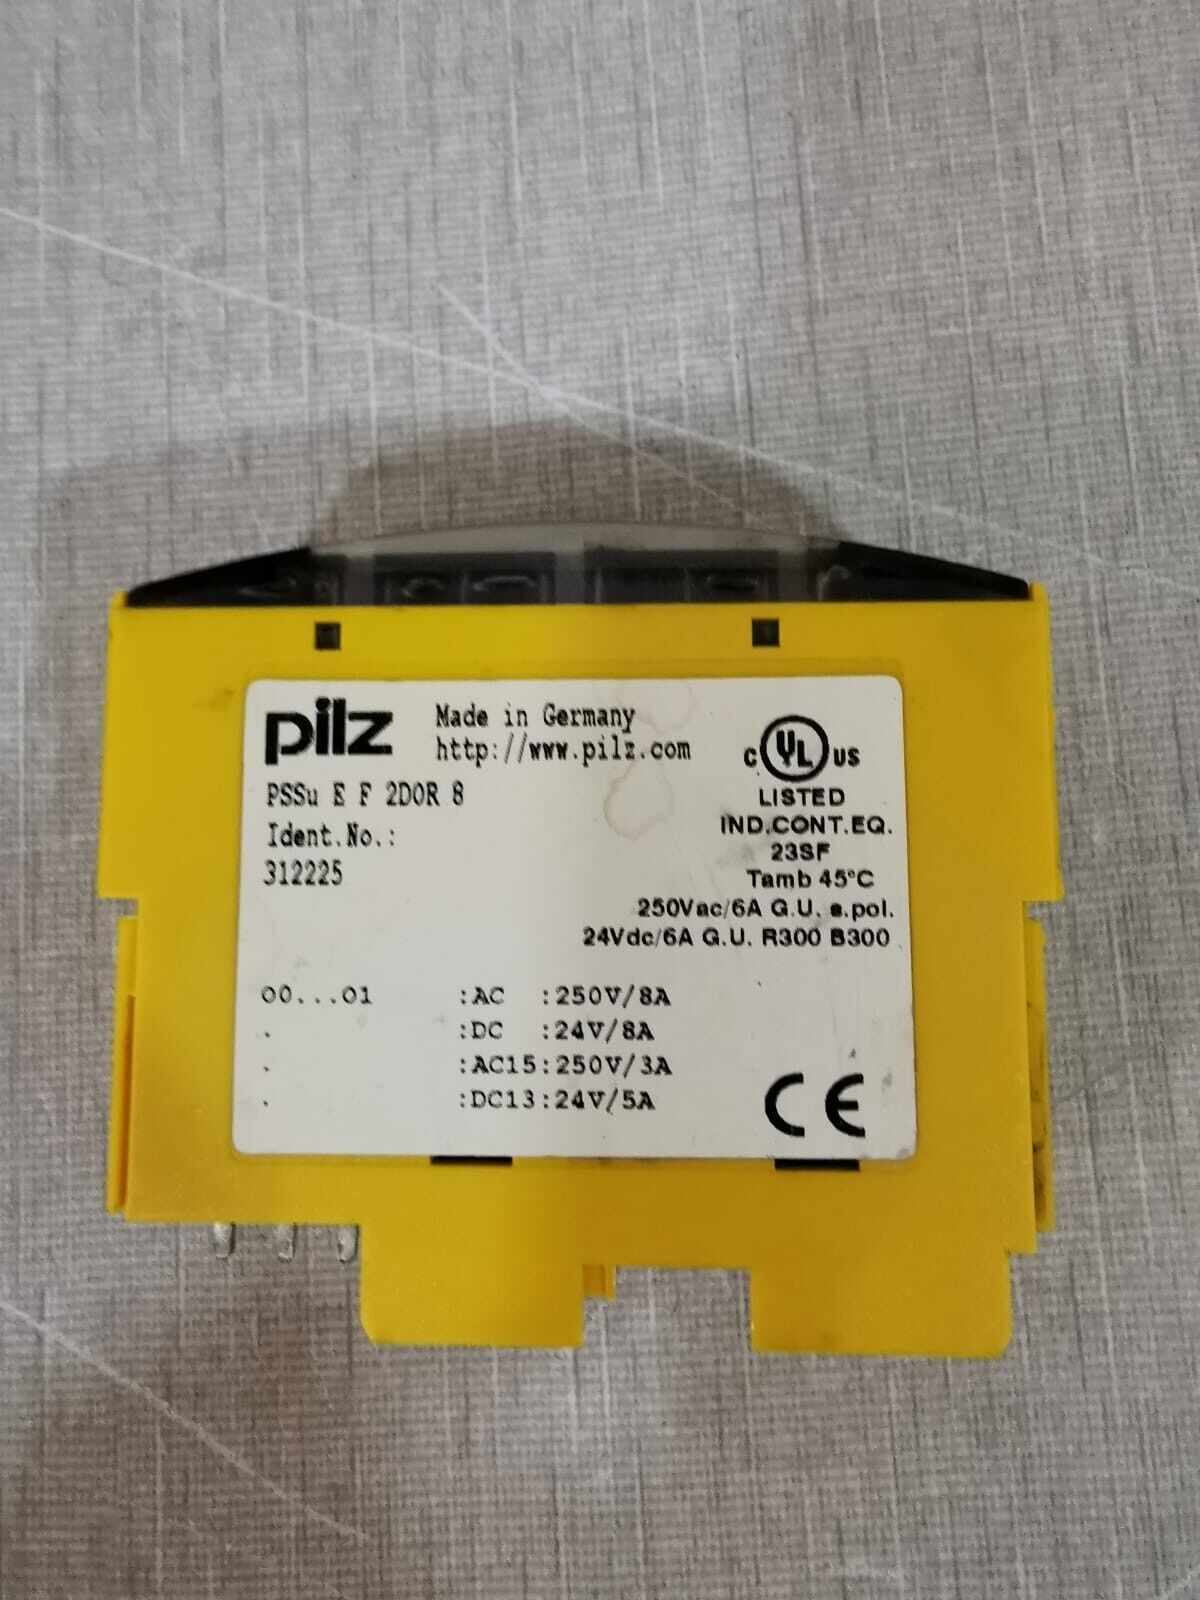 pilz
Made in Germany
http://www.pilz.com
PSSu E F 2DOR 8
Ident.No.:
312225
C UL US
LISTED
IND.CONT.EQ.
23SF
Tamb 45°C
250Vac/6A G.U. s.pol.
24Vdc/6A G.U. R300 B300
00...01 :AC :250V/8A
. :DC :24V/8A
. :AC15:250V/3A
. :DC13:24V/5A
CE